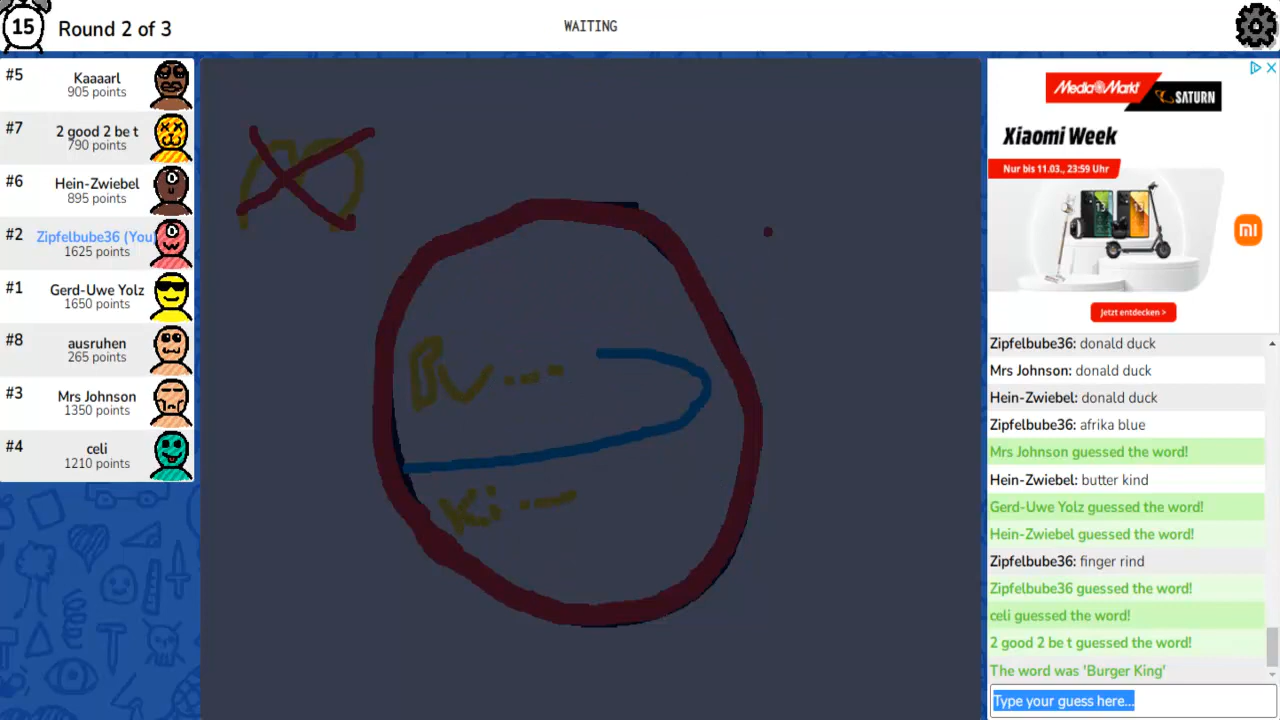 15
Round 2 of 3
WAITING
#5
Kaaaarl
905 points
#7
2 good 2 be t
790 points
#6
Hein-Zwiebel
895 points
#2
Zipfelbube36 (You)
1625 points
#1
Gerd-Uwe Yolz
1650 points
#8
ausruhen
265 points
#3
Mrs Johnson
1350 points
#4
celi
1210 points
Bu ...
Ki ...
MediaMarkt
SATURN
Xiaomi Week
Nur bis 11.03., 23:59 Uhr
Jetzt entdecken >
Zipfelbube36: donald duck
Mrs Johnson: donald duck
Hein-Zwiebel: donald duck
Zipfelbube36: afrika blue
Mrs Johnson guessed the word!
Hein-Zwiebel: butter kind
Gerd-Uwe Yolz guessed the word!
Hein-Zwiebel guessed the word!
Zipfelbube36: finger rind
Zipfelbube36 guessed the word!
celi guessed the word!
2 good 2 be t guessed the word!
The word was 'Burger King'
Type your guess here...